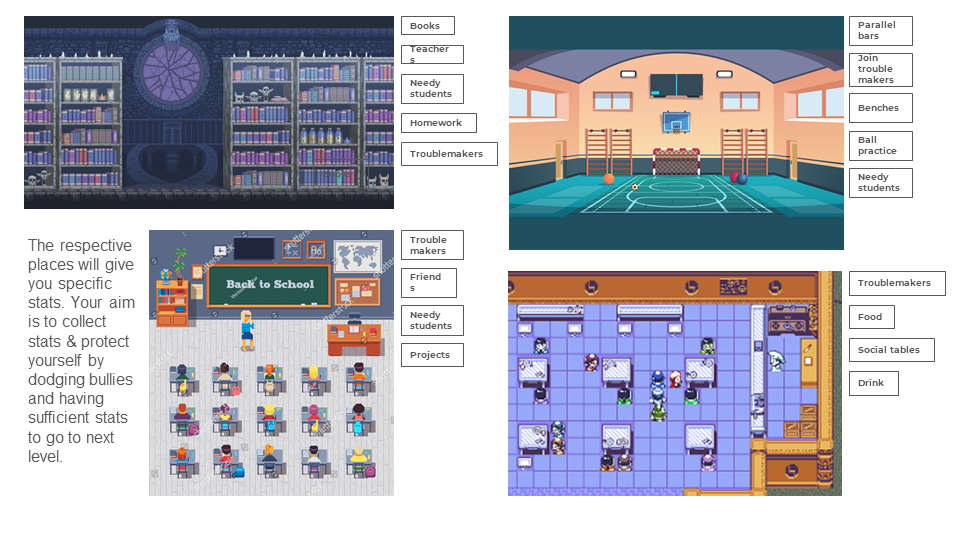 Books
Teacher
s
Needy
students
Homework
Troublemakers
Parallel
bars
Join
trouble
makers
Benches
Ball
practice
Needy
students
The respective
places will give
you specific
stats. Your aim
is to collect
stats & protect
yourself by
dodging bullies
and having
sufficient stats
to go to next
level.
Back to School
shutterstock
Trouble
makers
Friend
s
Needy
students
Projects
Troublemakers
Food
Social tables
Drink